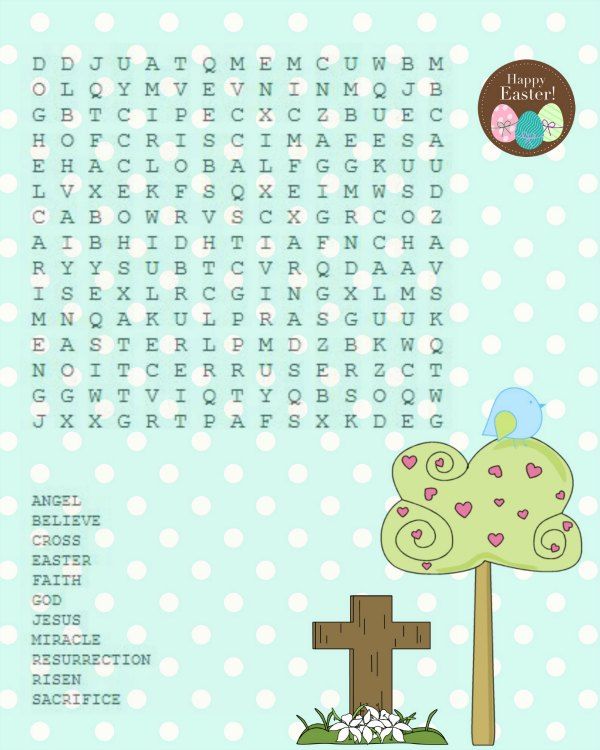 D D J U A T Q M E M C U W B M
O L Q Y M V E V N I N M Q J B
G B T C I P E C X C Z B U E C
H O F C R I S C I M A E E S A
E H A C L O B A L F G G K U U
L V X E K F S Q X E I M W S D
C A B O W R V S C X G R C O Z
A I B H I D H T I A F N C H A
R Y Y S U B T C V R Q D A A V
I S E X L R C G I N G X L M S
M N Q A K U L P R A S G U U K
E A S T E R L P M D Z B K W Q
N O I T C E R R U S E R Z C T
G G W T V I Q T Y Q B S O Q W
J X X G R T P A F S X K D E G
Happy
Easter!
ANGEL
BELIEVE
CROSS
EASTER
FAITH
GOD
JESUS
MIRACLE
RESURRECTION
RISEN
SACRIFICE